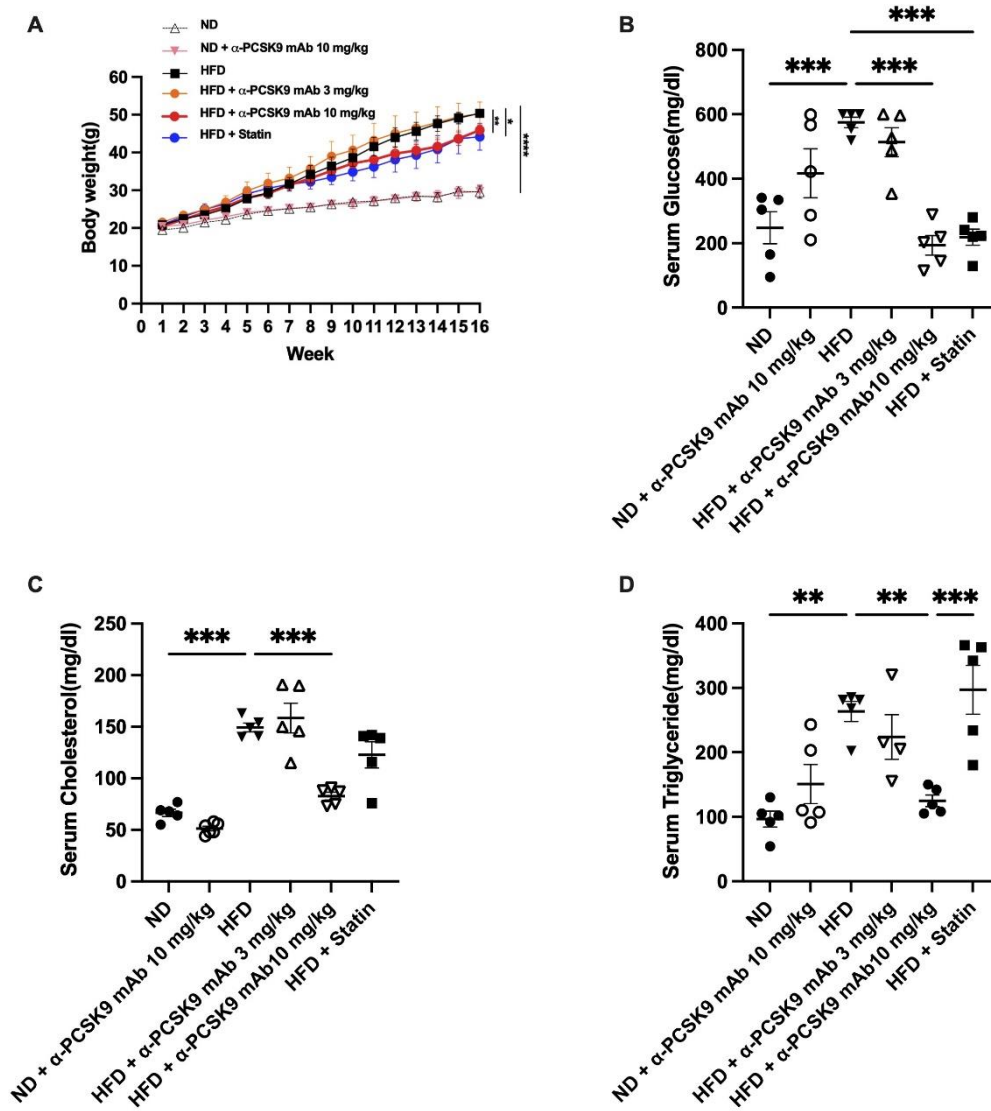 A
ND
ND + α-PCSK9 mAb 10 mg/kg
HFD
HFD + α-PCSK9 mAb 3 mg/kg
HFD + α-PCSK9 mAb 10 mg/kg
HFD + Statin
Body weight(g)
60
50
40
30
20
10
0
0 1 2 3 4 5 6 7 8 9 10 11 12 13 14 15 16
Week
**
*
****
B
***
*** ***
Serum Glucose(mg/dl)
800
600
400
200
0
ND
ND + α-PCSK9 mAb 10 mg/kg
HFD
HFD + α-PCSK9 mAb 3 mg/kg
HFD + α-PCSK9 mAb10 mg/kg
HFD + Statin
C
*** ***
Serum Cholesterol(mg/dl)
250
200
150
100
50
0
ND
ND + α-PCSK9 mAb 10 mg/kg
HFD
HFD + α-PCSK9 mAb 3 mg/kg
HFD + α-PCSK9 mAb10 mg/kg
HFD + Statin
D
** ** ***
Serum Triglyceride(mg/dl)
400
300
200
100
0
ND
ND + α-PCSK9 mAb 10 mg/kg
HFD
HFD + α-PCSK9 mAb 3 mg/kg
HFD + α-PCSK9 mAb10 mg/kg
HFD + Statin